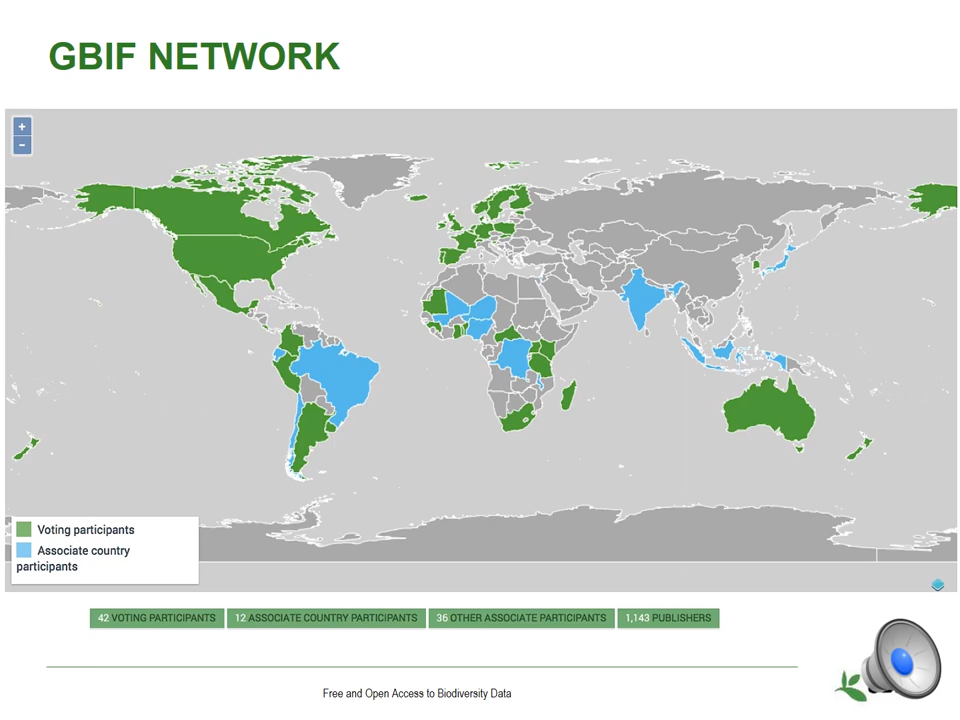 GBIF NETWORK
+
−
Voting participants
Associate country
participants
42 VOTING PARTICIPANTS
12 ASSOCIATE COUNTRY PARTICIPANTS
36 OTHER ASSOCIATE PARTICIPANTS
1,143 PUBLISHERS
Free and Open Access to Biodiversity Data